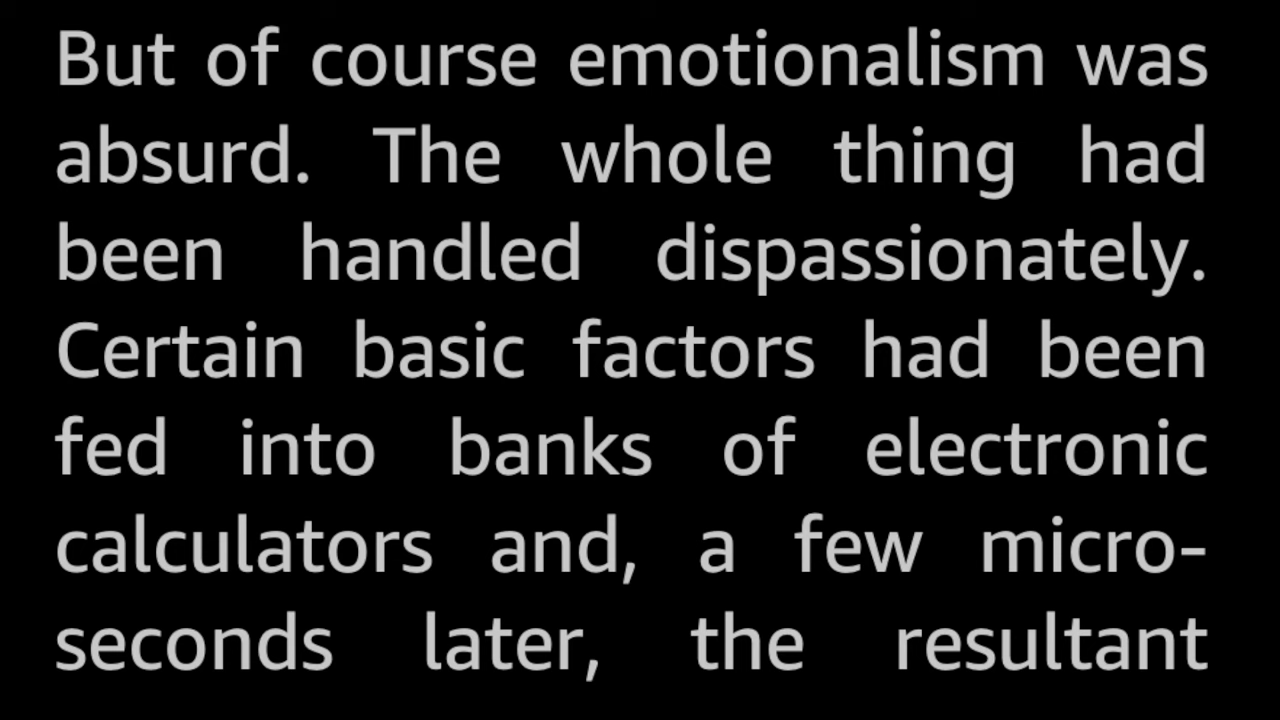 But of course emotionalism was
absurd. The whole thing had
been handled dispassionately.
Certain basic factors had been
fed into banks of electronic
calculators and, a few micro-
seconds later, the resultant